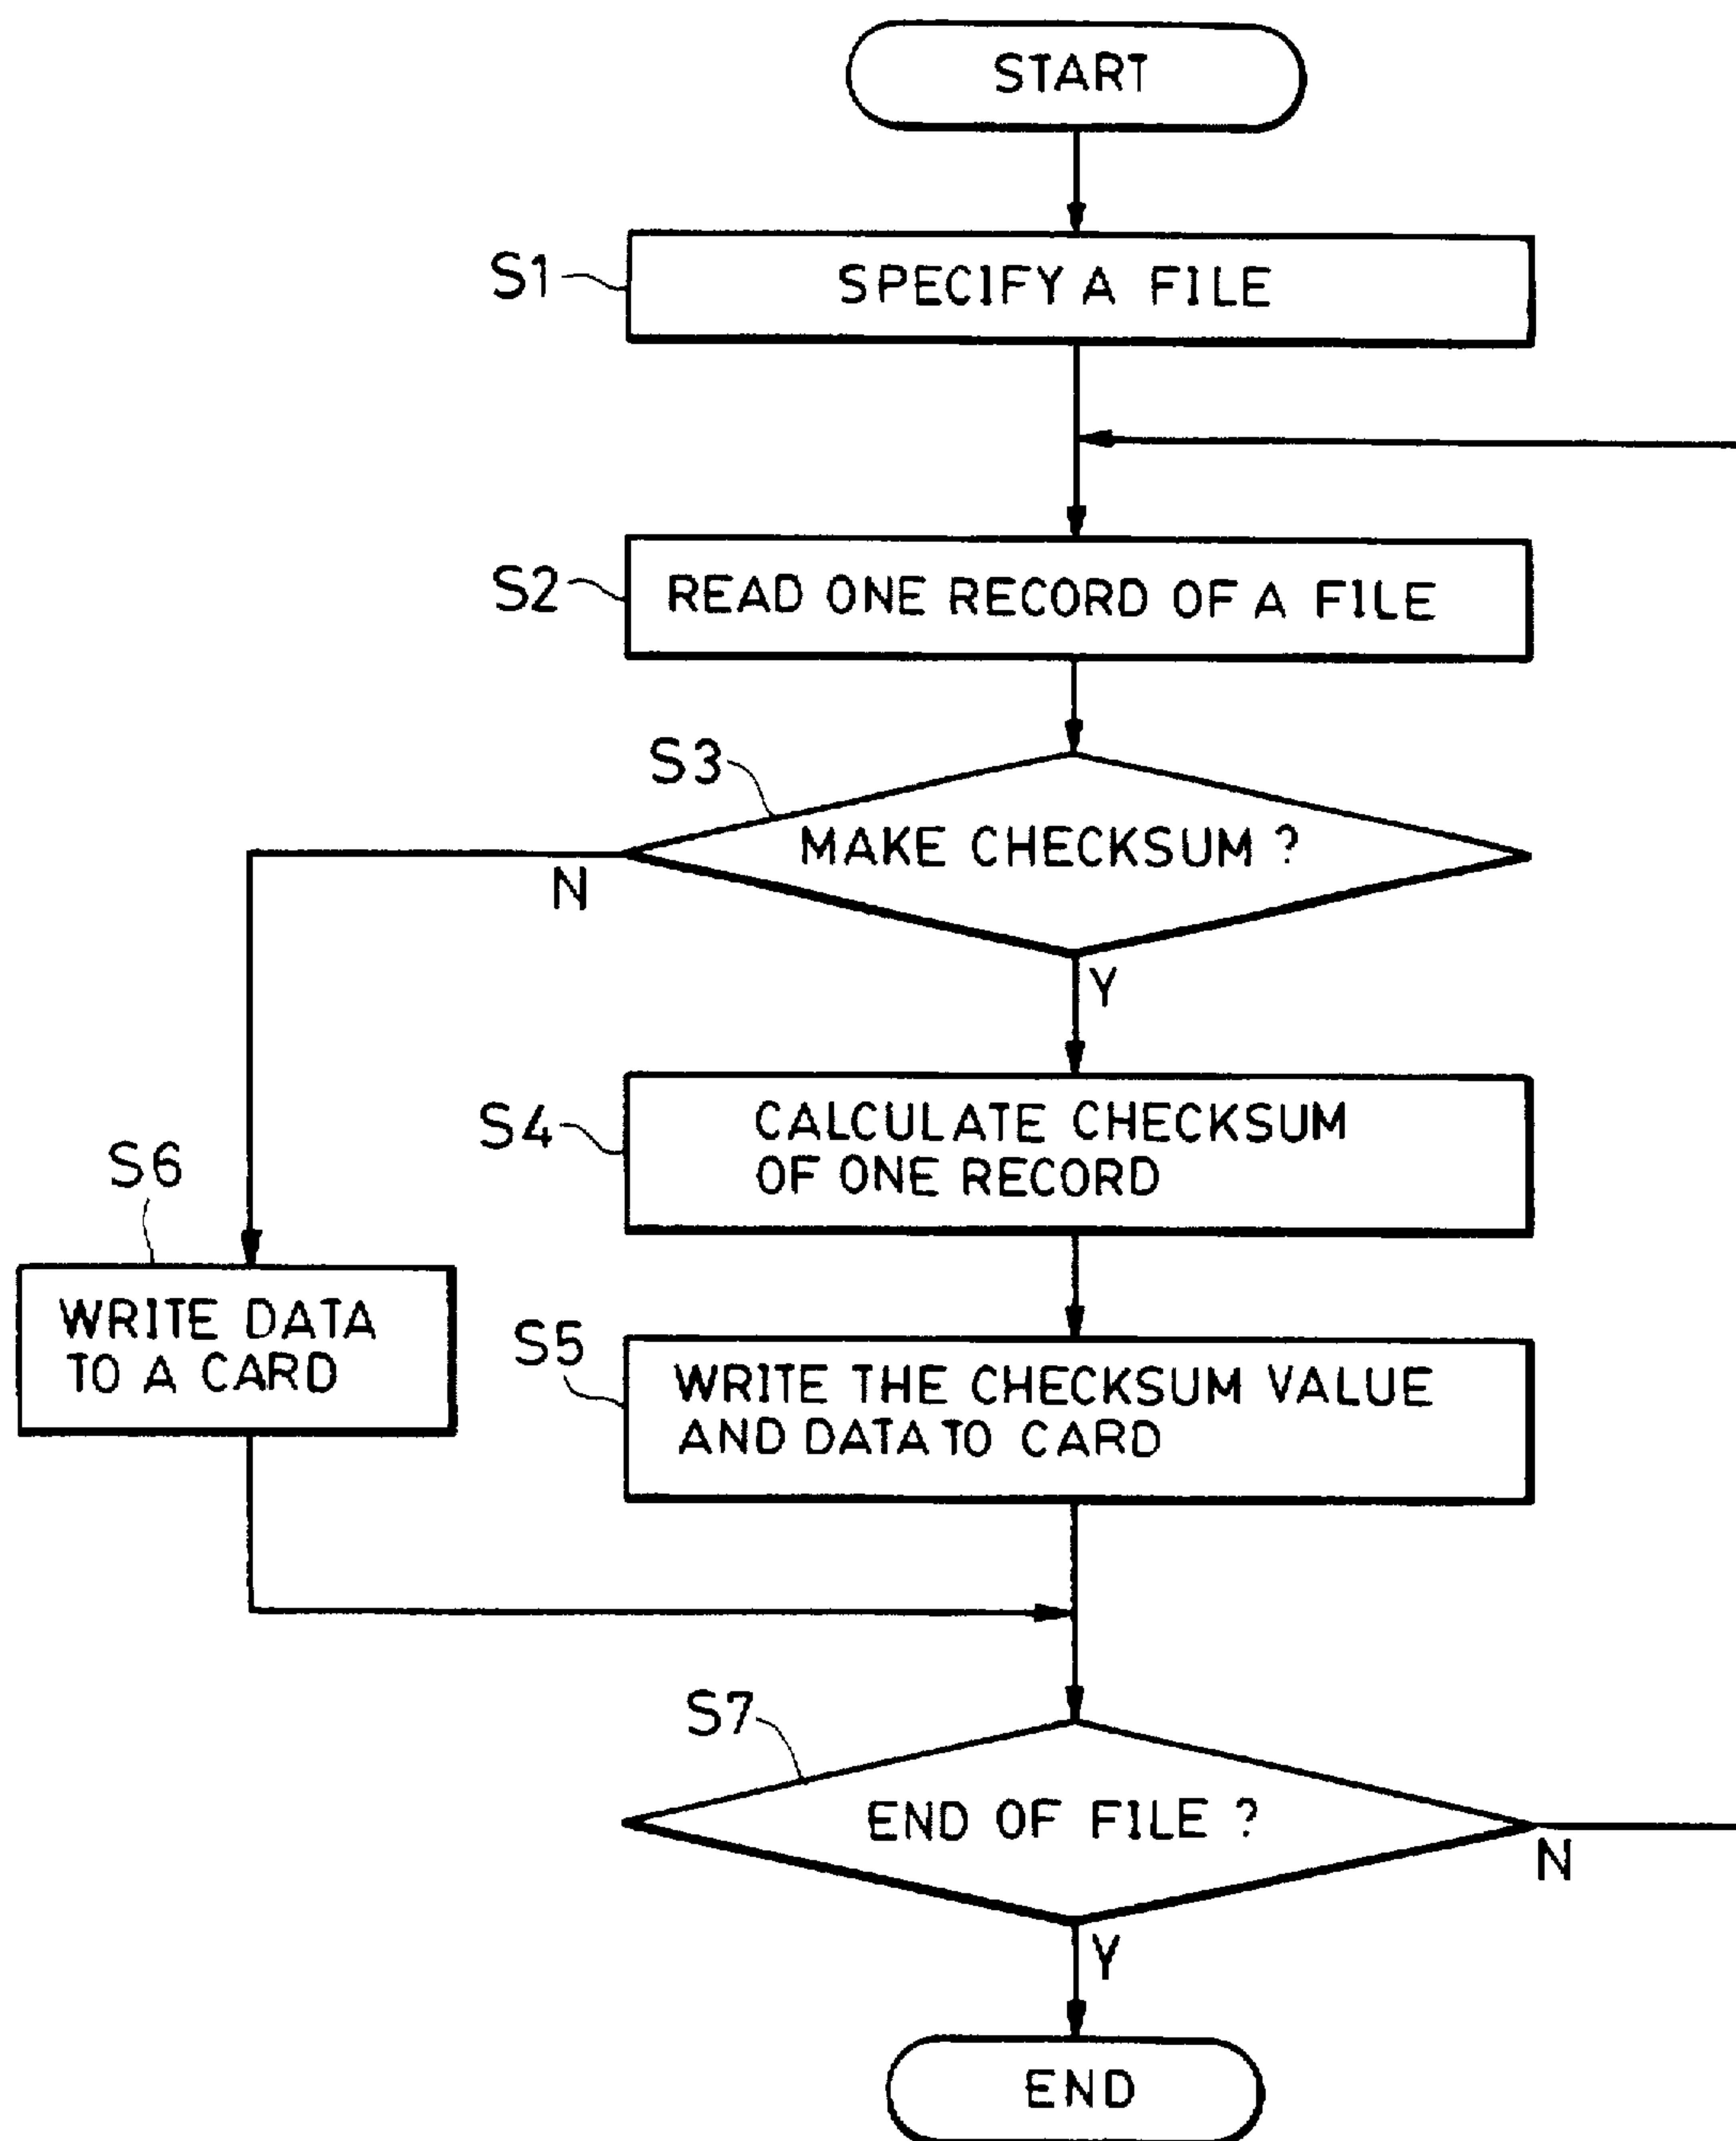 START
S1
SPECIFY A FILE
S2
READ ONE RECORD OF A FILE
S3
MAKE CHECKSUM ?
N
Y
S4
CALCULATE CHECKSUM
OF ONE RECORD
S6
WRITE DATA
TO A CARD
S5
WRITE THE CHECKSUM VALUE
AND DATA TO CARD
S7
END OF FILE ?
N
Y
END